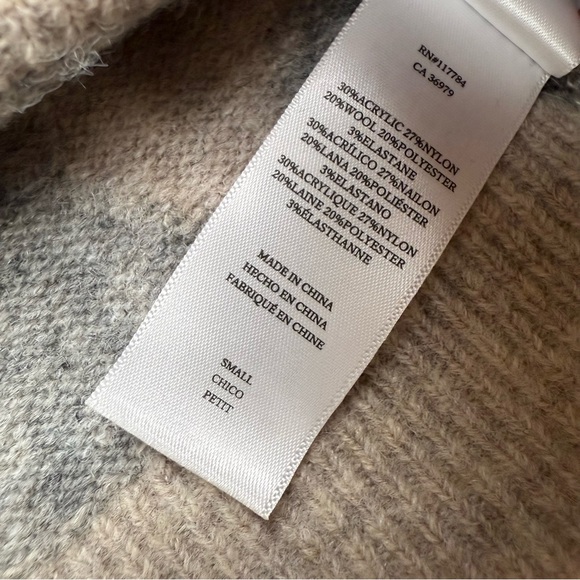 RN#117784
CA 36979
30%ACRYLIC 27%NYLON
20%WOOL 20%POLYESTER
3%ELASTANE
30%ACRÍLICO 27%NAILON
20%LANA 20%POLIÉSTER
3%ELASTANO
30%ACRYLIQUE 27%NYLON
20%LAINE 20%POLYESTER
3%ÉLASTHANNE
MADE IN CHINA
HECHO EN CHINA
FABRIQUÉ EN CHINE
SMALL
CHICO
PETIT